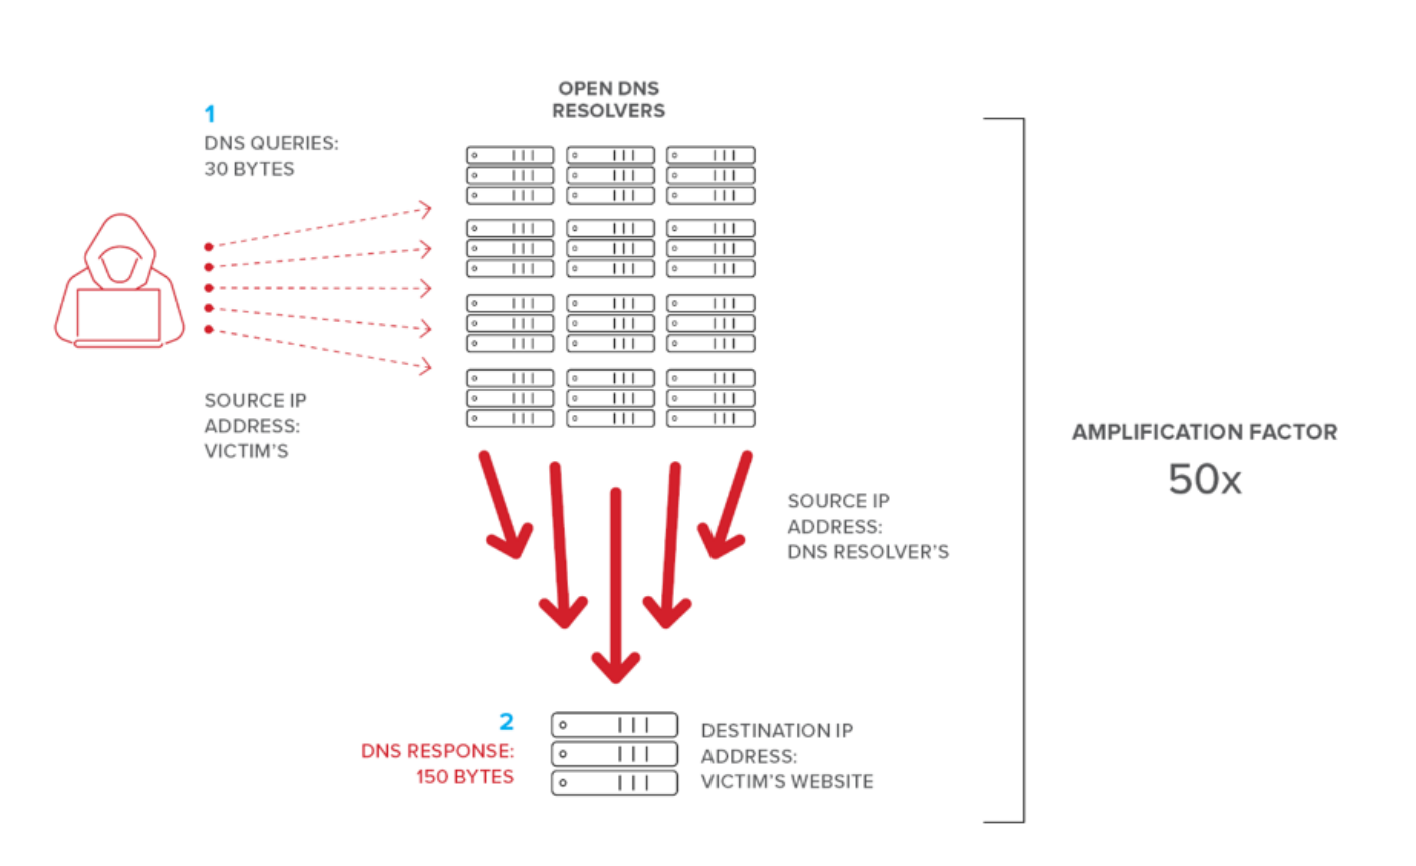 OPEN DNS
RESOLVERS
1
DNS QUERIES:
30 BYTES
SOURCE IP
ADDRESS:
VICTIM'S
SOURCE IP
ADDRESS:
DNS RESOLVER'S
AMPLIFICATION FACTOR
50x
2
DNS RESPONSE:
150 BYTES
DESTINATION IP
ADDRESS:
VICTIM'S WEBSITE